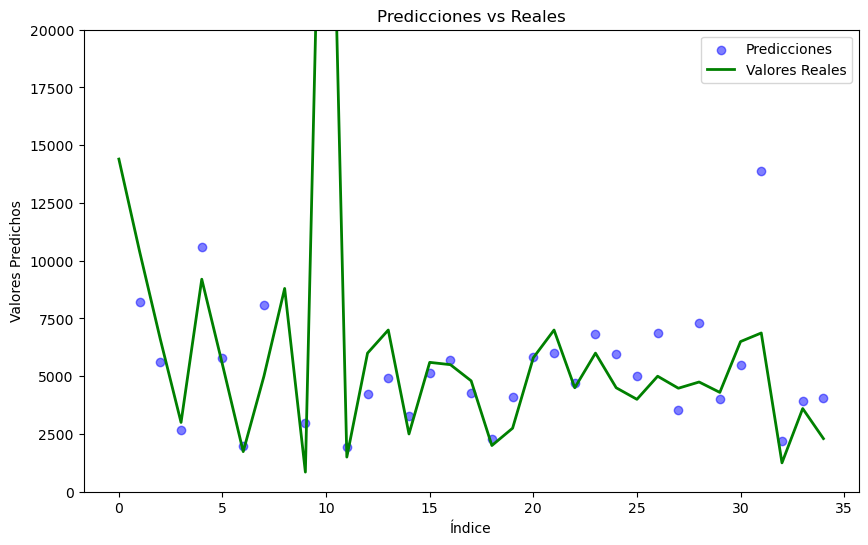 Predicciones vs Reales
Predicciones
Valores Reales
Valores Predichos
20000
17500
15000
12500
10000
7500
5000
2500
0
0 5 10 15 20 25 30 35
Índice